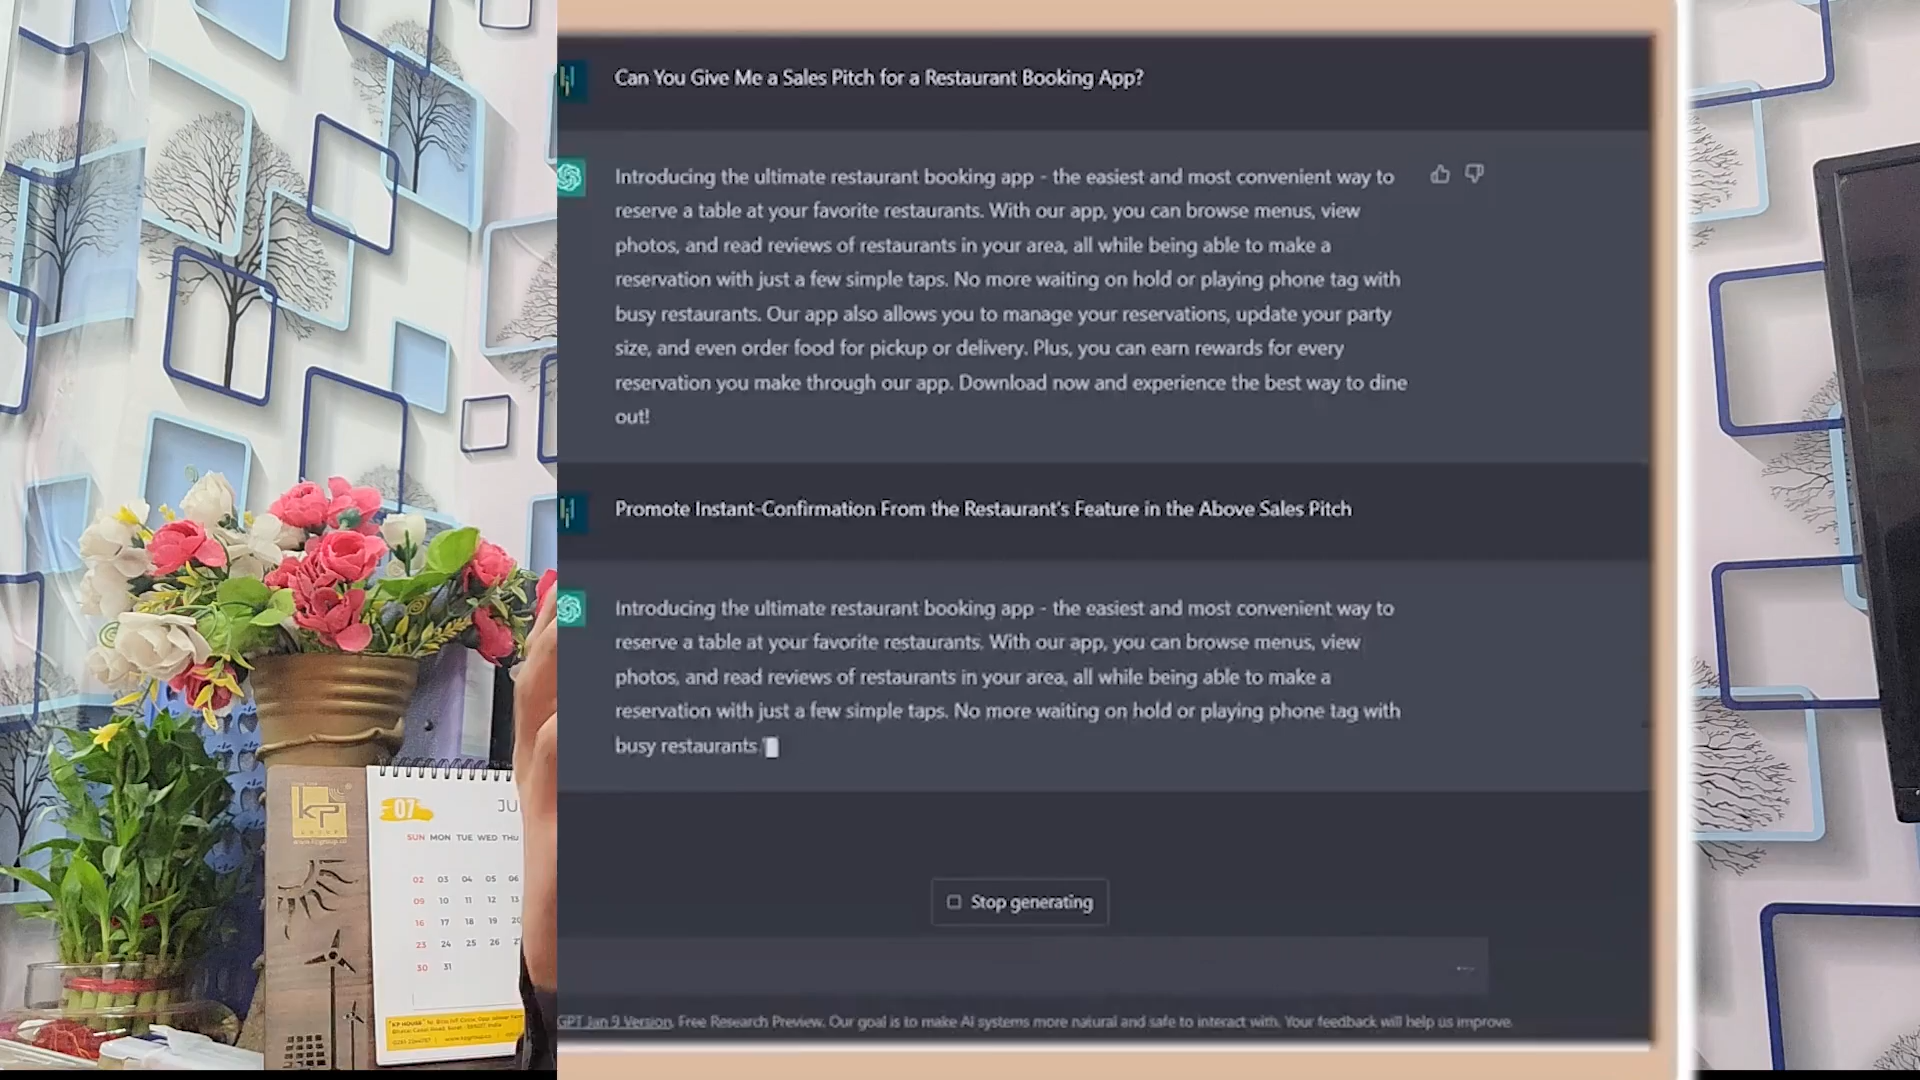 Can You Give Me a Sales Pitch for a Restaurant Booking App?
Introducing the ultimate restaurant booking app - the easiest and most convenient way to
reserve a table at your favorite restaurants. With our app, you can browse menus, view
photos, and read reviews of restaurants in your area, all while being able to make a
reservation with just a few simple taps. No more waiting on hold or playing phone tag with
busy restaurants. Our app also allows you to manage your reservations, update your party
size, and even order food for pickup or delivery. Plus, you can earn rewards for every
reservation you make through our app. Download now and experience the best way to dine
out!
Promote Instant-Confirmation From the Restaurant's Feature in the Above Sales Pitch
Introducing the ultimate restaurant booking app - the easiest and most convenient way to
reserve a table at your favorite restaurants. With our app, you can browse menus, view
photos, and read reviews of restaurants in your area, all while being able to make a
reservation with just a few simple taps. No more waiting on hold or playing phone tag with
busy restaurants
Stop generating
GPT Jan 9 Version. Free Research Preview. Our goal is to make AI systems more natural and safe to interact with. Your feedback will help us improve.
KP
www.kpgroup.co
07
JU
SUN MON TUE WED THU
02 03 04 05 06
09 10 11 12 13
16 17 18 19 20
23 24 25 26
30 31
"KP HOUSE"
www.kpgroup.co